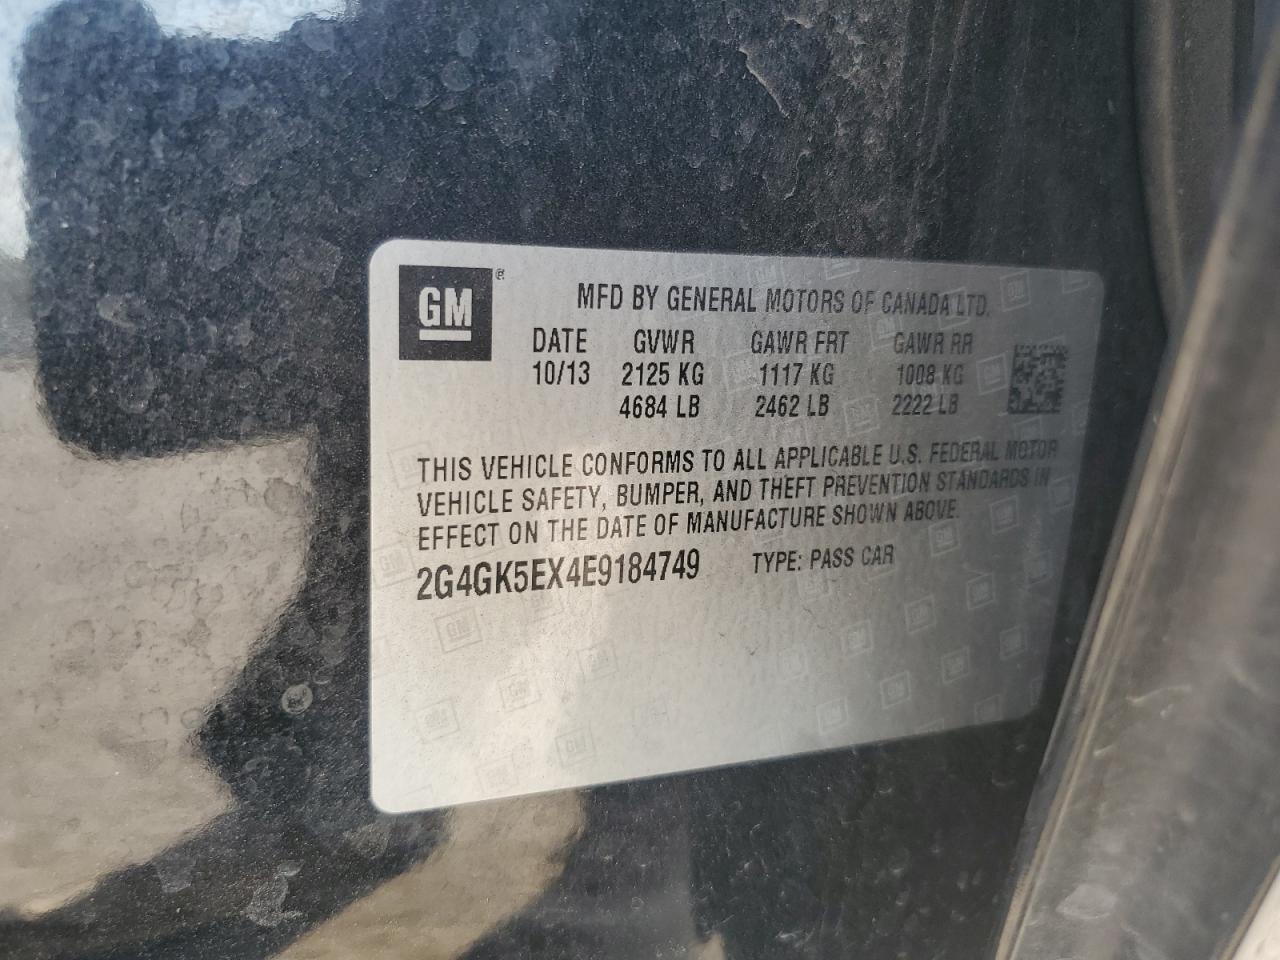 GM ®
MFD BY GENERAL MOTORS OF CANADA LTD.
DATE GVWR GAWR FRT GAWR RR
10/13 2125 KG 1117 KG 1008 KG
4684 LB 2462 LB 2222 LB
THIS VEHICLE CONFORMS TO ALL APPLICABLE U.S. FEDERAL MOTOR
VEHICLE SAFETY, BUMPER, AND THEFT PREVENTION STANDARDS IN
EFFECT ON THE DATE OF MANUFACTURE SHOWN ABOVE.
2G4GK5EX4E9184749 TYPE: PASS CAR